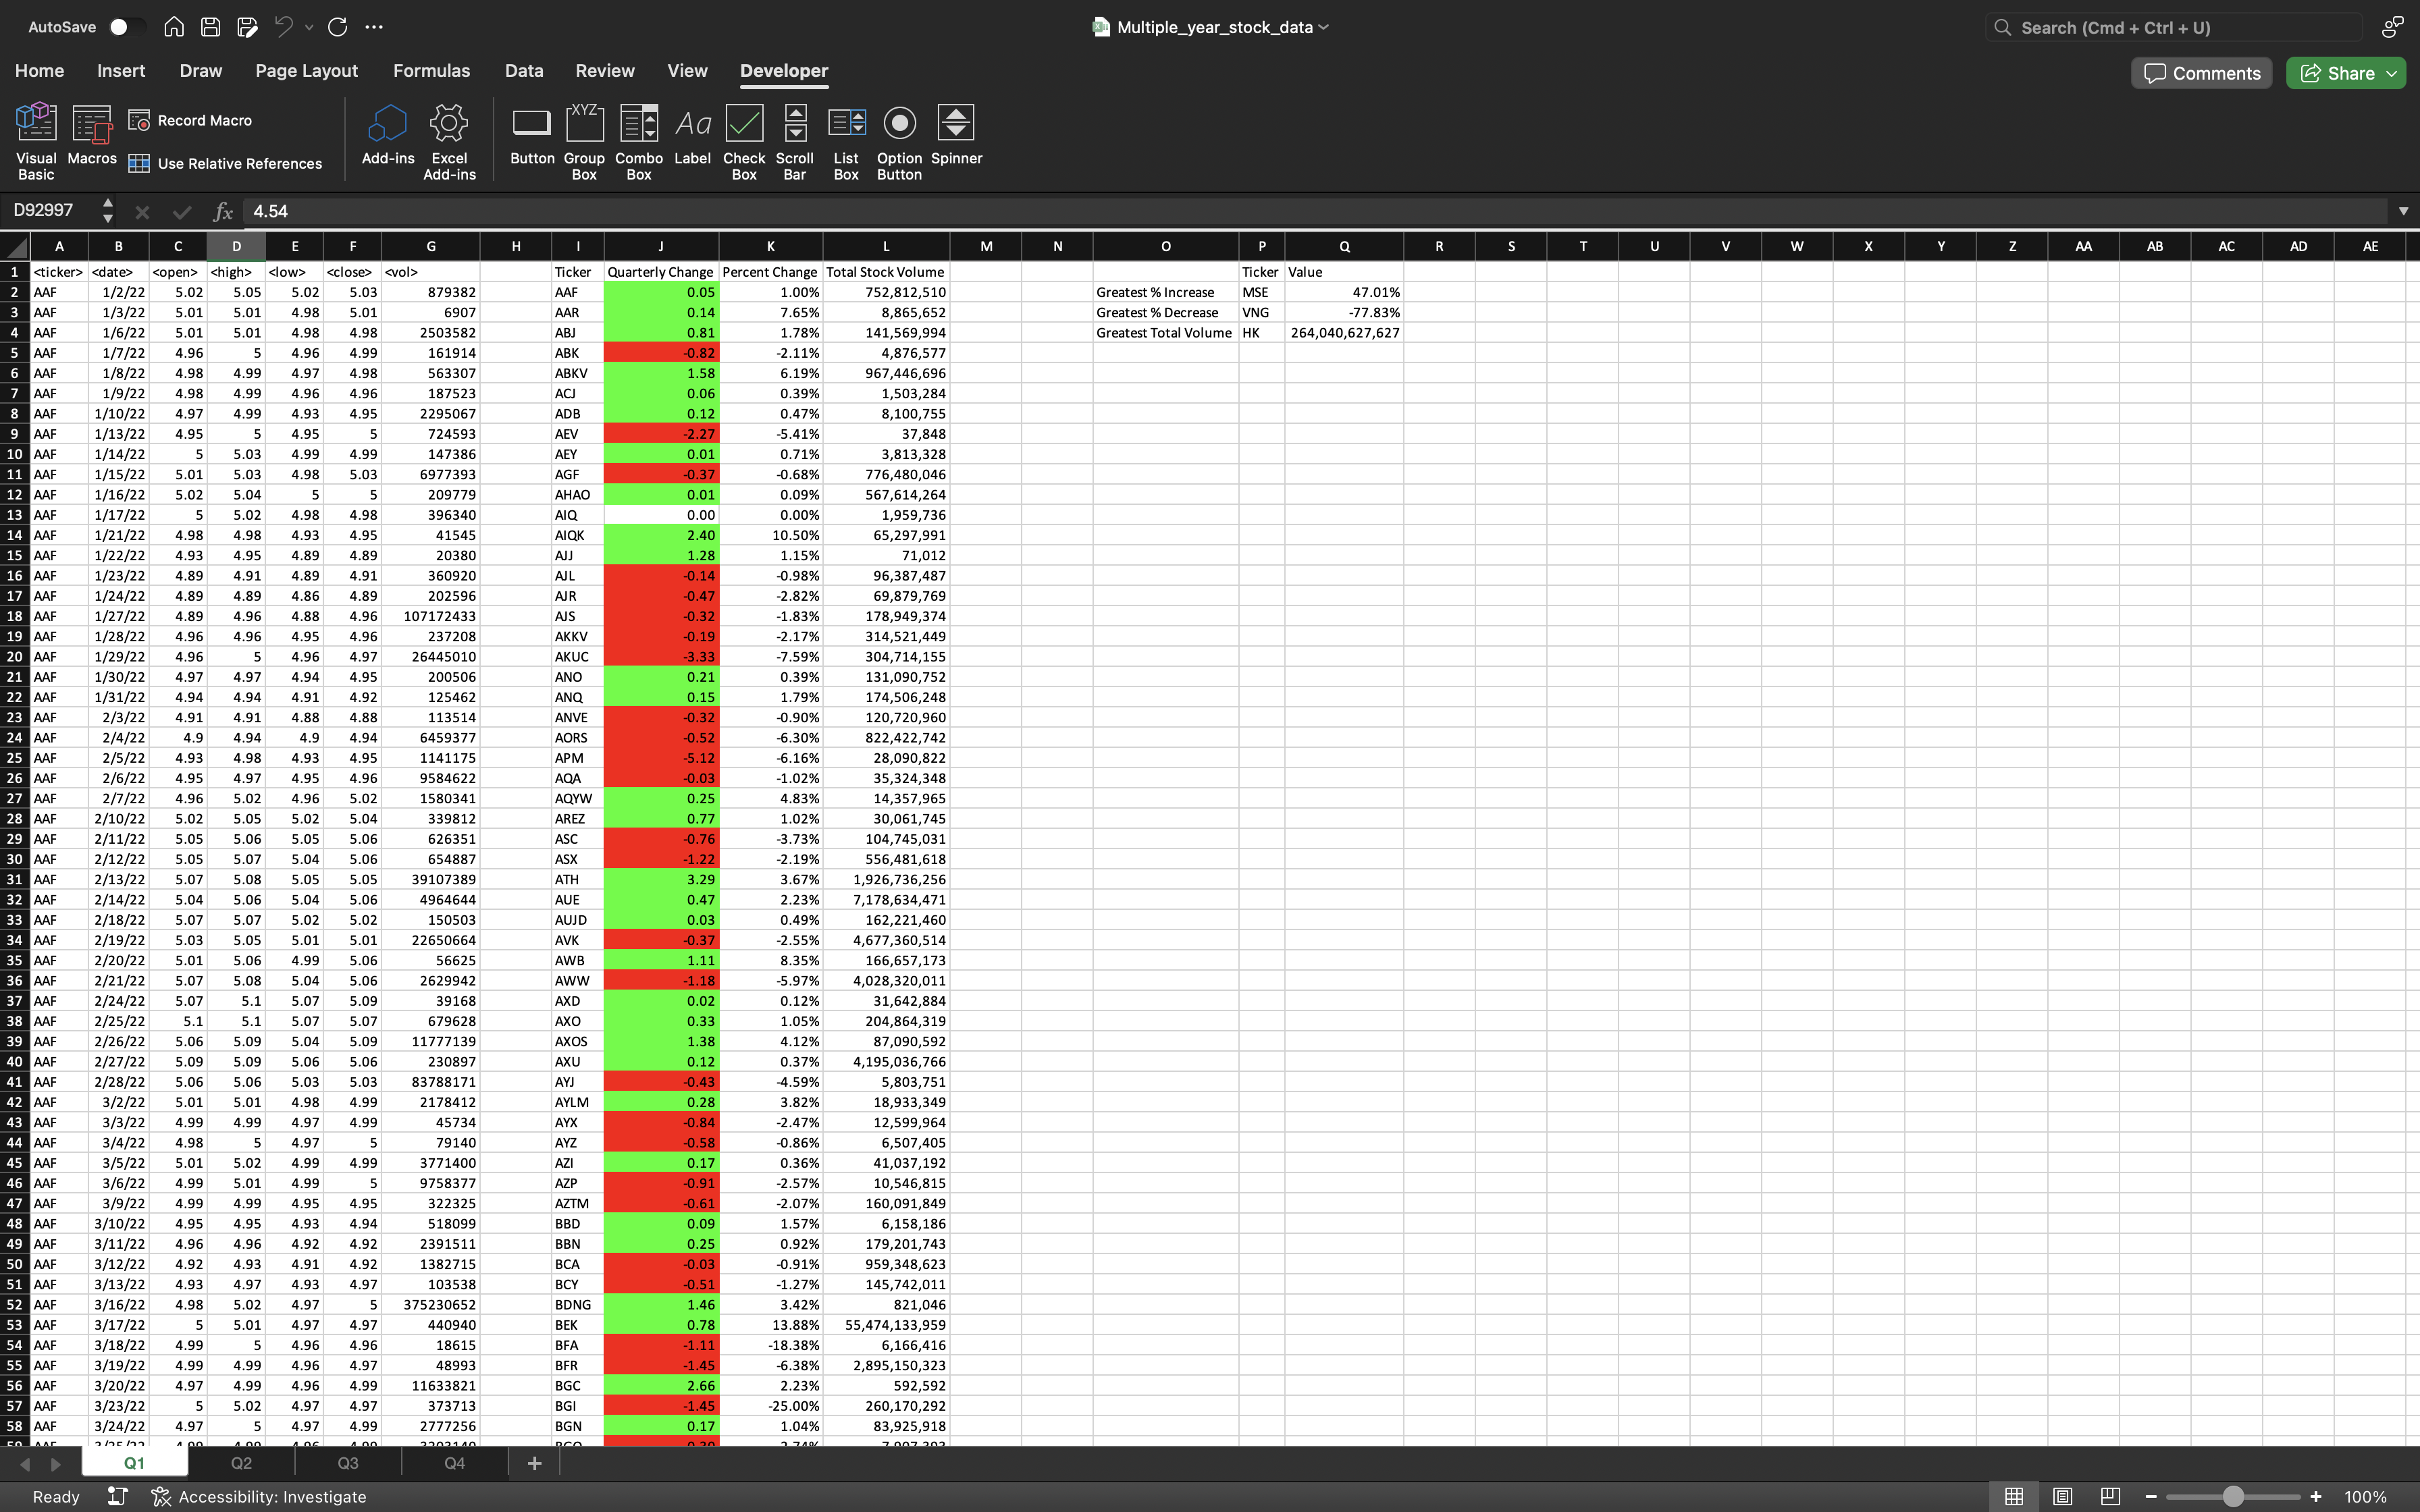 AutoSave Multiple_year_stock_data Search (Cmd + Ctrl + U)
Home Insert Draw Page Layout Formulas Data Review View Developer Comments Share
Record Macro
Use Relative References
Visual Basic Macros Add-ins Excel Add-ins Button Group Box Combo Box Label Check Box Scroll Bar List Box Option Button Spinner
XYZ Aa
D92997 fx 4.54
A B C D E F G H I J K L M N O P Q R S T U V W X Y Z AA AB AC AD AE
1 <ticker> <date> <open> <high> <low> <close> <vol> Ticker Quarterly Change Percent Change Total Stock Volume Ticker Value
2 AAF 1/2/22 5.02 5.05 5.02 5.03 879382 AAF 0.05 1.00% 752,812,510 Greatest % Increase MSE 47.01%
3 AAF 1/3/22 5.01 5.01 4.98 5.01 6907 AAR 0.14 7.65% 8,865,652 Greatest % Decrease VNG -77.83%
4 AAF 1/6/22 5.01 5.01 4.98 4.98 2503582 ABJ 0.81 1.78% 141,569,994 Greatest Total Volume HK 264,040,627,627
5 AAF 1/7/22 4.96 5 4.96 4.99 161914 ABK -0.82 -2.11% 4,876,577
6 AAF 1/8/22 4.98 4.99 4.97 4.98 563307 ABKV 1.58 6.19% 967,446,696
7 AAF 1/9/22 4.98 4.99 4.96 4.96 187523 ACJ 0.06 0.39% 1,503,284
8 AAF 1/10/22 4.97 4.99 4.93 4.95 2295067 ADB 0.12 0.47% 8,100,755
9 AAF 1/13/22 4.95 5 4.95 5 724593 AEV -2.27 -5.41% 37,848
10 AAF 1/14/22 5 5.03 4.99 4.99 147386 AEY 0.01 0.71% 3,813,328
11 AAF 1/15/22 5.01 5.03 4.98 5.03 6977393 AGF -0.37 -0.68% 776,480,046
12 AAF 1/16/22 5.02 5.04 5 5 209779 AHAO 0.01 0.09% 567,614,264
13 AAF 1/17/22 5 5.02 4.98 4.98 396340 AIQ 0.00 0.00% 1,959,736
14 AAF 1/21/22 4.98 4.98 4.93 4.95 41545 AIQK 2.40 10.50% 65,297,991
15 AAF 1/22/22 4.93 4.95 4.89 4.89 20380 AJJ 1.28 1.15% 71,012
16 AAF 1/23/22 4.89 4.91 4.89 4.91 360920 AJL -0.14 -0.98% 96,387,487
17 AAF 1/24/22 4.89 4.89 4.86 4.89 202596 AJR -0.47 -2.82% 69,879,769
18 AAF 1/27/22 4.89 4.96 4.88 4.96 107172433 AJS -0.32 -1.83% 178,949,374
19 AAF 1/28/22 4.96 4.96 4.95 4.96 237208 AKKV -0.19 -2.17% 314,521,449
20 AAF 1/29/22 4.96 5 4.96 4.97 26445010 AKUC -3.33 -7.59% 304,714,155
21 AAF 1/30/22 4.97 4.97 4.94 4.95 200506 ANO 0.21 0.39% 131,090,752
22 AAF 1/31/22 4.94 4.94 4.91 4.92 125462 ANQ 0.15 1.79% 174,506,248
23 AAF 2/3/22 4.91 4.91 4.88 4.88 113514 ANVE -0.32 -0.90% 120,720,960
24 AAF 2/4/22 4.9 4.94 4.9 4.94 6459377 AORS -0.52 -6.30% 822,422,742
25 AAF 2/5/22 4.93 4.98 4.93 4.95 1141175 APM -5.12 -6.16% 28,090,822
26 AAF 2/6/22 4.95 4.97 4.95 4.96 9584622 AQA -0.03 -1.02% 35,324,348
27 AAF 2/7/22 4.96 5.02 4.96 5.02 1580341 AQYW 0.25 4.83% 14,357,965
28 AAF 2/10/22 5.02 5.05 5.02 5.04 339812 AREZ 0.77 1.02% 30,061,745
29 AAF 2/11/22 5.05 5.06 5.05 5.06 626351 ASC -0.76 -3.73% 104,745,031
30 AAF 2/12/22 5.05 5.07 5.04 5.06 654887 ASX -1.22 -2.19% 556,481,618
31 AAF 2/13/22 5.07 5.08 5.05 5.05 39107389 ATH 3.29 3.67% 1,926,736,256
32 AAF 2/14/22 5.04 5.06 5.04 5.06 4964644 AUE 0.47 2.23% 7,178,634,471
33 AAF 2/18/22 5.07 5.07 5.02 5.02 150503 AUJD 0.03 0.49% 162,221,460
34 AAF 2/19/22 5.03 5.05 5.01 5.01 22650664 AVK -0.37 -2.55% 4,677,360,514
35 AAF 2/20/22 5.01 5.06 4.99 5.06 56625 AWB 1.11 8.35% 166,657,173
36 AAF 2/21/22 5.07 5.08 5.04 5.06 2629942 AWW -1.18 -5.97% 4,028,320,011
37 AAF 2/24/22 5.07 5.1 5.07 5.09 39168 AXD 0.02 0.12% 31,642,884
38 AAF 2/25/22 5.1 5.1 5.07 5.07 679628 AXO 0.33 1.05% 204,864,319
39 AAF 2/26/22 5.06 5.09 5.04 5.09 11777139 AXOS 1.38 4.12% 87,090,592
40 AAF 2/27/22 5.09 5.09 5.06 5.06 230897 AXU 0.12 0.37% 4,195,036,766
41 AAF 2/28/22 5.06 5.06 5.03 5.03 83788171 AYJ -0.43 -4.59% 5,803,751
42 AAF 3/2/22 5.01 5.01 4.98 4.99 2178412 AYLM 0.28 3.82% 18,933,349
43 AAF 3/3/22 4.99 4.99 4.97 4.99 45734 AYX -0.84 -2.47% 12,599,964
44 AAF 3/4/22 4.98 5 4.97 5 79140 AYZ -0.58 -0.86% 6,507,405
45 AAF 3/5/22 5.01 5.02 4.99 4.99 3771400 AZI 0.17 0.36% 41,037,192
46 AAF 3/6/22 4.99 5.01 4.99 5 9758377 AZP -0.91 -2.57% 10,546,815
47 AAF 3/9/22 4.99 4.99 4.95 4.95 322325 AZTM -0.61 -2.07% 160,091,849
48 AAF 3/10/22 4.95 4.95 4.93 4.94 518099 BBD 0.09 1.57% 6,158,186
49 AAF 3/11/22 4.96 4.96 4.92 4.92 2391511 BBN 0.25 0.92% 179,201,743
50 AAF 3/12/22 4.92 4.93 4.91 4.92 1382715 BCA -0.03 -0.91% 959,348,623
51 AAF 3/13/22 4.93 4.97 4.93 4.97 103538 BCY -0.51 -1.27% 145,742,011
52 AAF 3/16/22 4.98 5.02 4.97 5 375230652 BDNG 1.46 3.42% 821,046
53 AAF 3/17/22 5 5.01 4.97 4.97 440940 BEK 0.78 13.88% 55,474,133,959
54 AAF 3/18/22 4.99 5 4.96 4.96 18615 BFA -1.11 -18.38% 6,166,416
55 AAF 3/19/22 4.99 4.99 4.96 4.97 48993 BFR -1.45 -6.38% 2,895,150,323
56 AAF 3/20/22 4.97 4.99 4.96 4.99 11633821 BGC 2.66 2.23% 592,592
57 AAF 3/23/22 5 5.02 4.97 4.97 373713 BGI -1.45 -25.00% 260,170,292
58 AAF 3/24/22 4.97 5 4.97 4.99 2777256 BGN 0.17 1.04% 83,925,918
Q1 Q2 Q3 Q4
Ready Accessibility: Investigate 100%